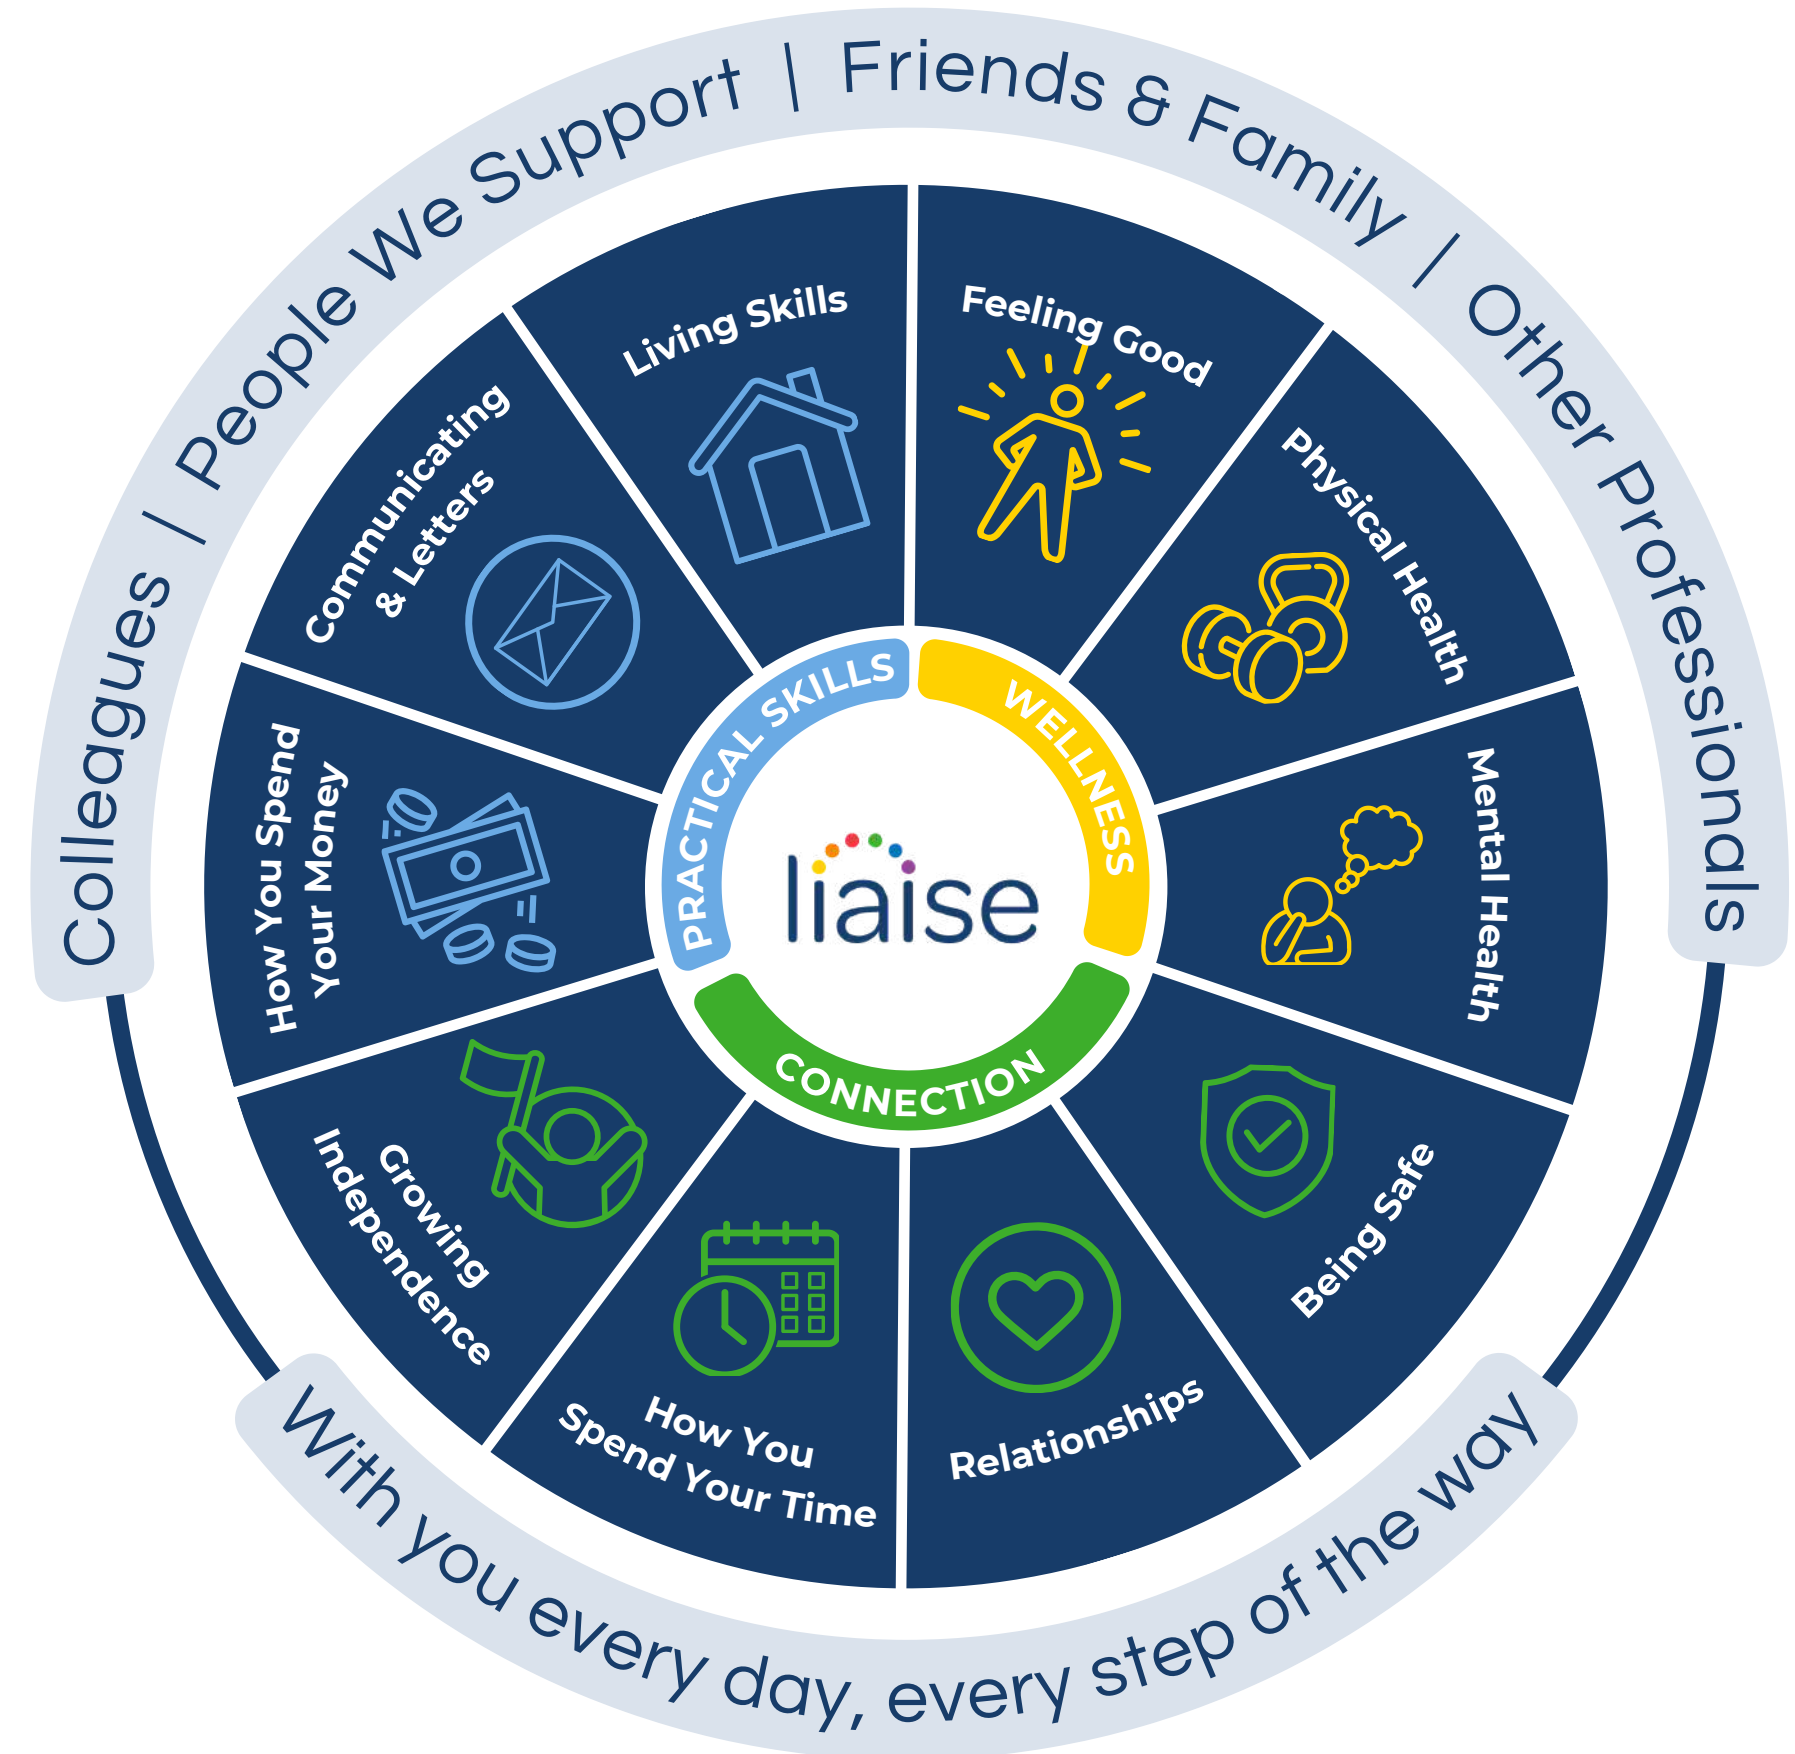 Colleagues | People We Support | Friends & Family | Other Professionals
Living Skills
Feeling Good
Physical Health
Mental Health
Being Safe
Relationships
How You
Spend Your Time
Growing
Independence
How You Spend
Your Money
Communicating
& Letters
PRACTICAL SKILLS
WELLNESS
CONNECTION
liaise
With you every day, every step of the way